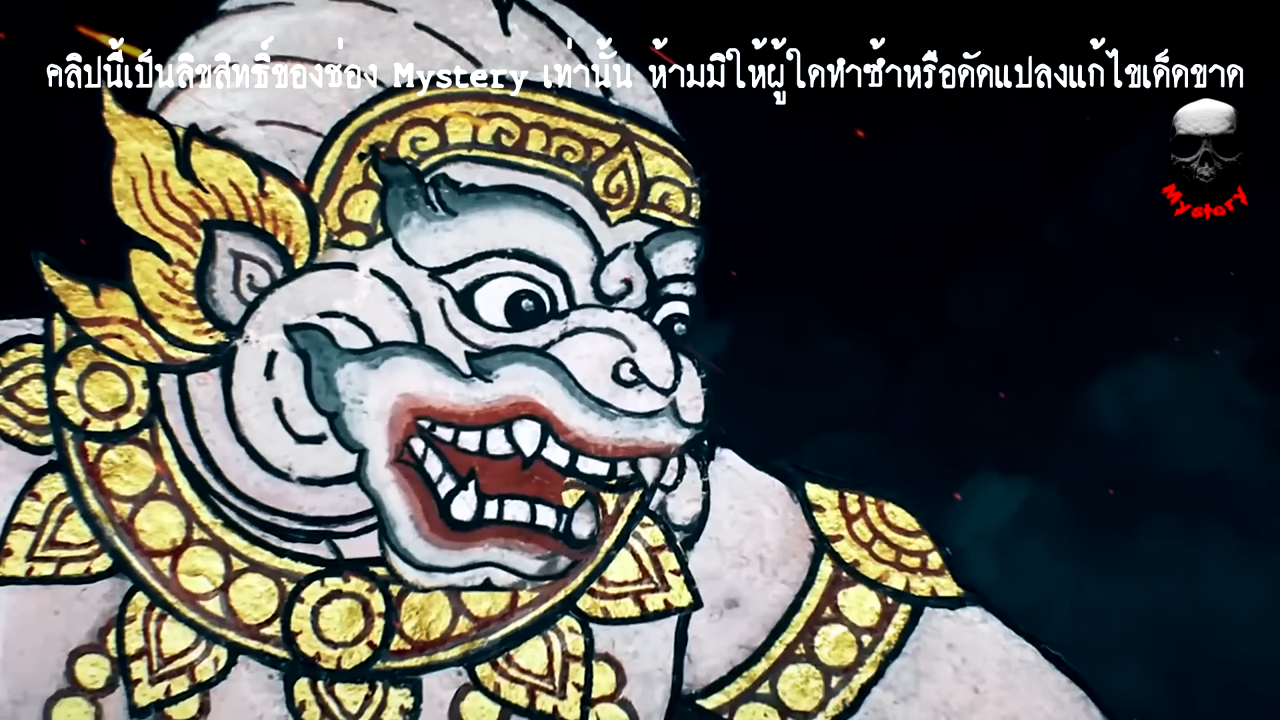 คลิปนี้เป็นลิขสิทธิ์ของช่อง Mystery เท่านั้น ห้ามมิให้ผู้ใดทำซ้ำหรือดัดแปลงแก้ไขเด็ดขาด
Mystery